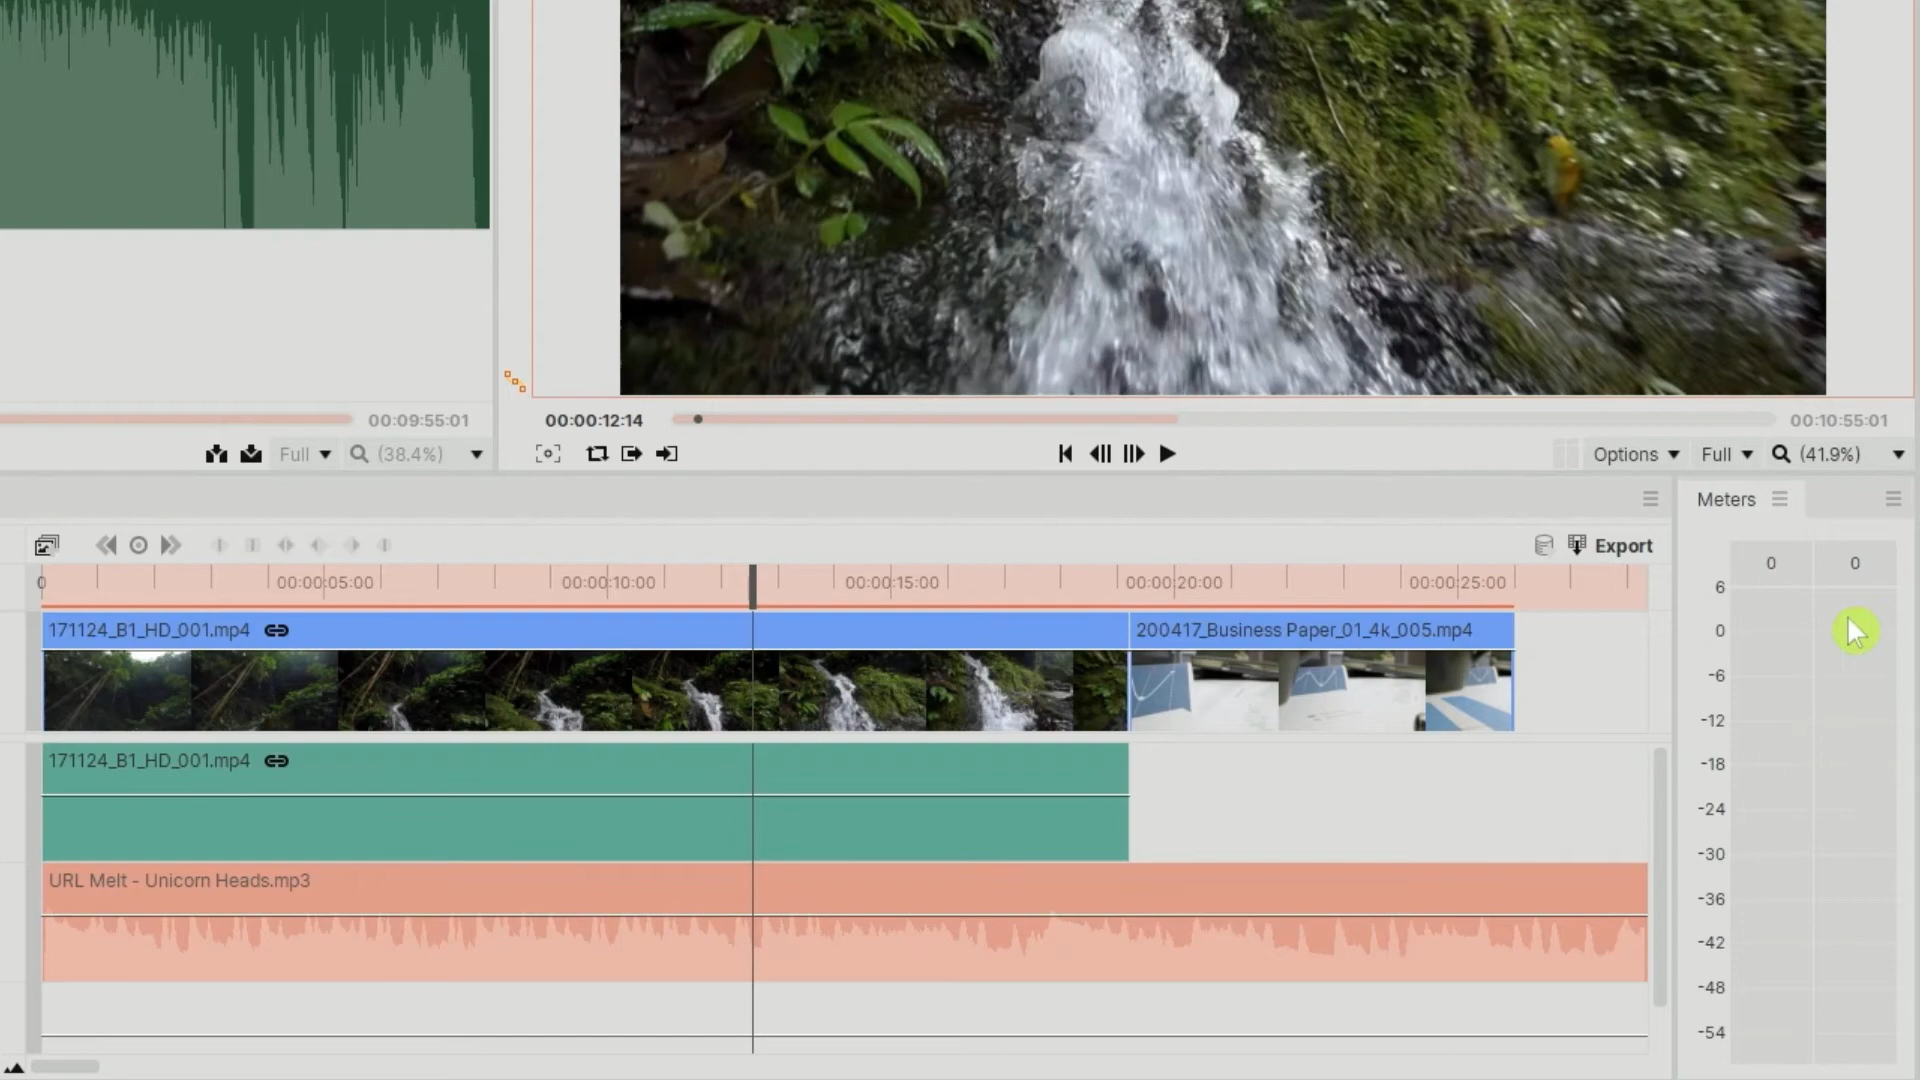 00:09:55:01
00:00:12:14
00:10:55:01
Full
(38.4%)
Options
Full
(41.9%)
Meters
Export
0
00:00:05:00
00:00:10:00
00:00:15:00
00:00:20:00
00:00:25:00
0 0
6
0
-6
-12
-18
-24
-30
-36
-42
-48
-54
171124_B1_HD_001.mp4
200417_Business Paper_01_4k_005.mp4
171124_B1_HD_001.mp4
URL Melt - Unicorn Heads.mp3